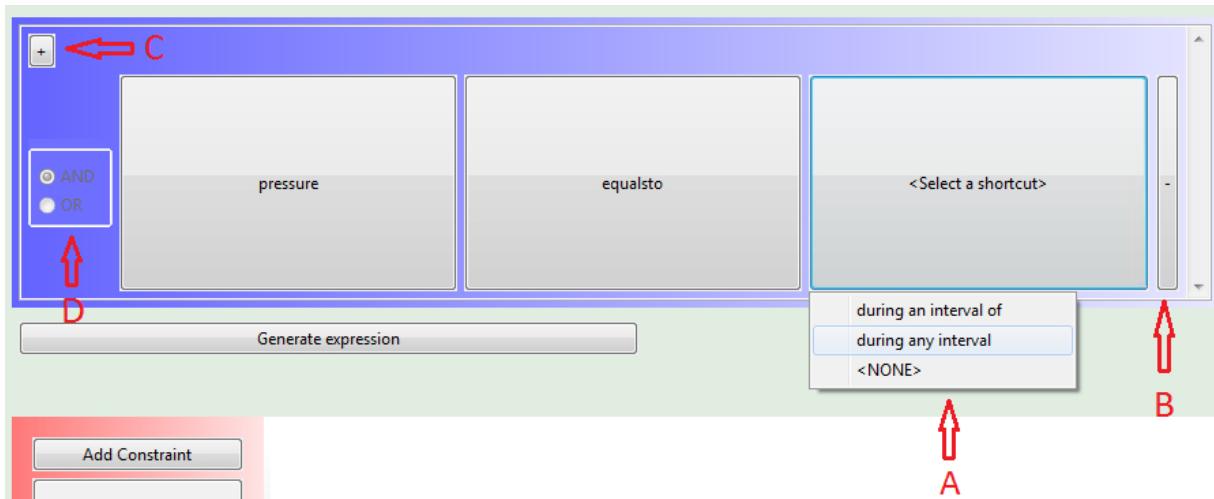 +
C
AND
OR
pressure
equalsto
<Select a shortcut>
-
D
Generate expression
during an interval of
during any interval
<NONE>
B
A
Add Constraint